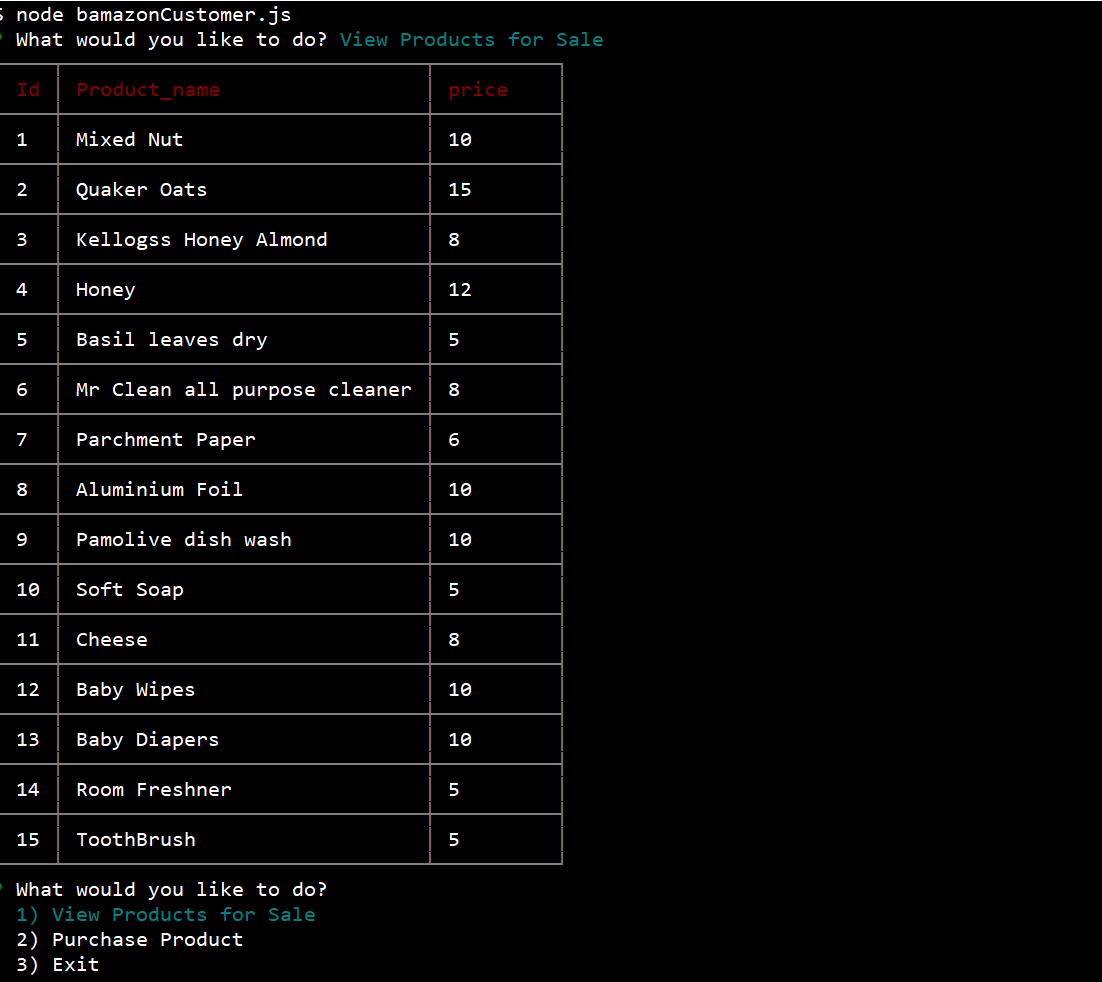 $ node bamazonCustomer.js
? What would you like to do? View Products for Sale
Id Product_name price
1 Mixed Nut 10
2 Quaker Oats 15
3 Kellogss Honey Almond 8
4 Honey 12
5 Basil leaves dry 5
6 Mr Clean all purpose cleaner 8
7 Parchment Paper 6
8 Aluminium Foil 10
9 Pamolive dish wash 10
10 Soft Soap 5
11 Cheese 8
12 Baby Wipes 10
13 Baby Diapers 10
14 Room Freshner 5
15 ToothBrush 5
? What would you like to do?
1) View Products for Sale
2) Purchase Product
3) Exit